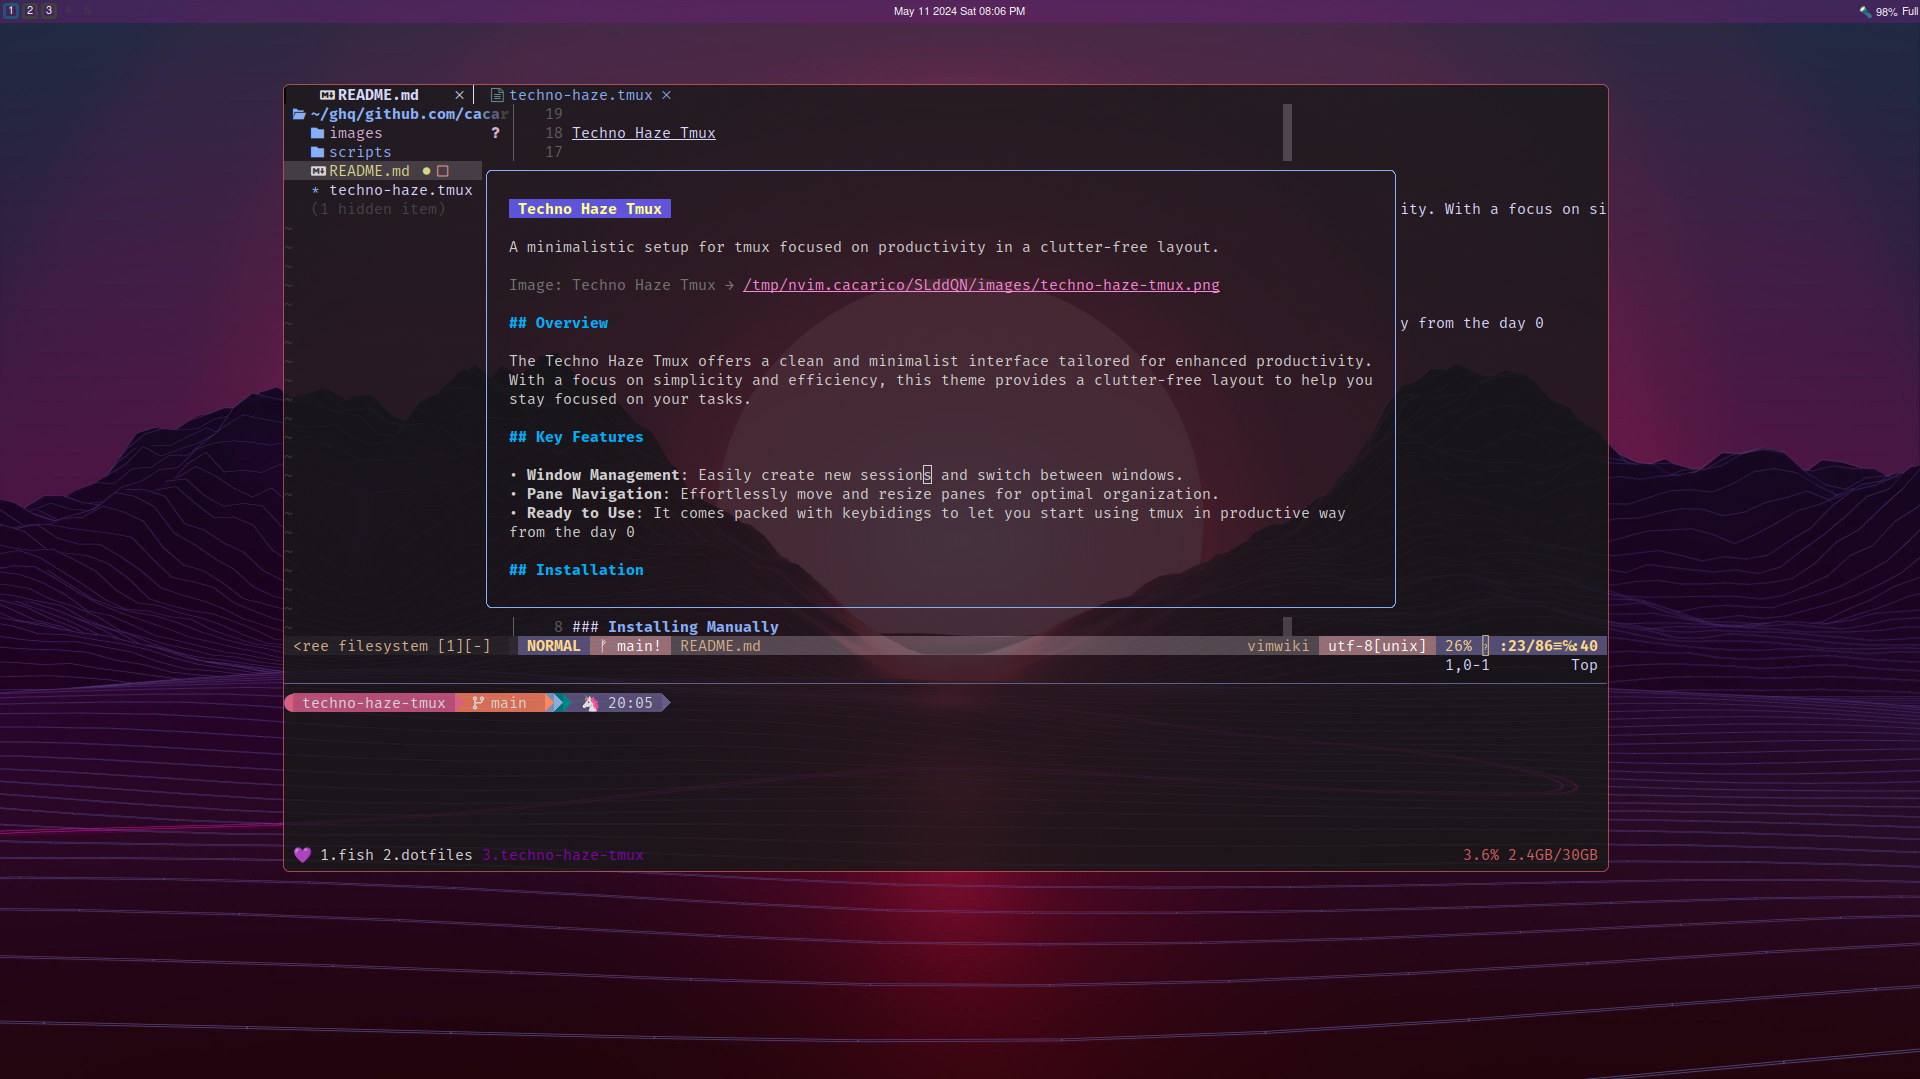 1 2 3 4 5
May 11 2024 Sat 08:06 PM
98% Full
README.md × techno-haze.tmux ×
~/ghq/github.com/cacar
images ?
scripts
README.md
* techno-haze.tmux
(1 hidden item)
19
18 Techno Haze Tmux
17
ity. With a focus on si
y from the day 0
Techno Haze Tmux
A minimalistic setup for tmux focused on productivity in a clutter-free layout.
Image: Techno Haze Tmux → /tmp/nvim.cacarico/SLddQN/images/techno-haze-tmux.png
## Overview
The Techno Haze Tmux offers a clean and minimalist interface tailored for enhanced productivity.
With a focus on simplicity and efficiency, this theme provides a clutter-free layout to help you
stay focused on your tasks.
## Key Features
• Window Management: Easily create new sessions and switch between windows.
• Pane Navigation: Effortlessly move and resize panes for optimal organization.
• Ready to Use: It comes packed with keybidings to let you start using tmux in productive way
from the day 0
## Installation
8 ### Installing Manually
<ree filesystem [1][-] NORMAL main! README.md vimwiki utf-8[unix] 26% :23/86≡℅:40
1,0-1 Top
techno-haze-tmux main 20:05
1.fish 2.dotfiles 3.techno-haze-tmux 3.6% 2.4GB/30GB